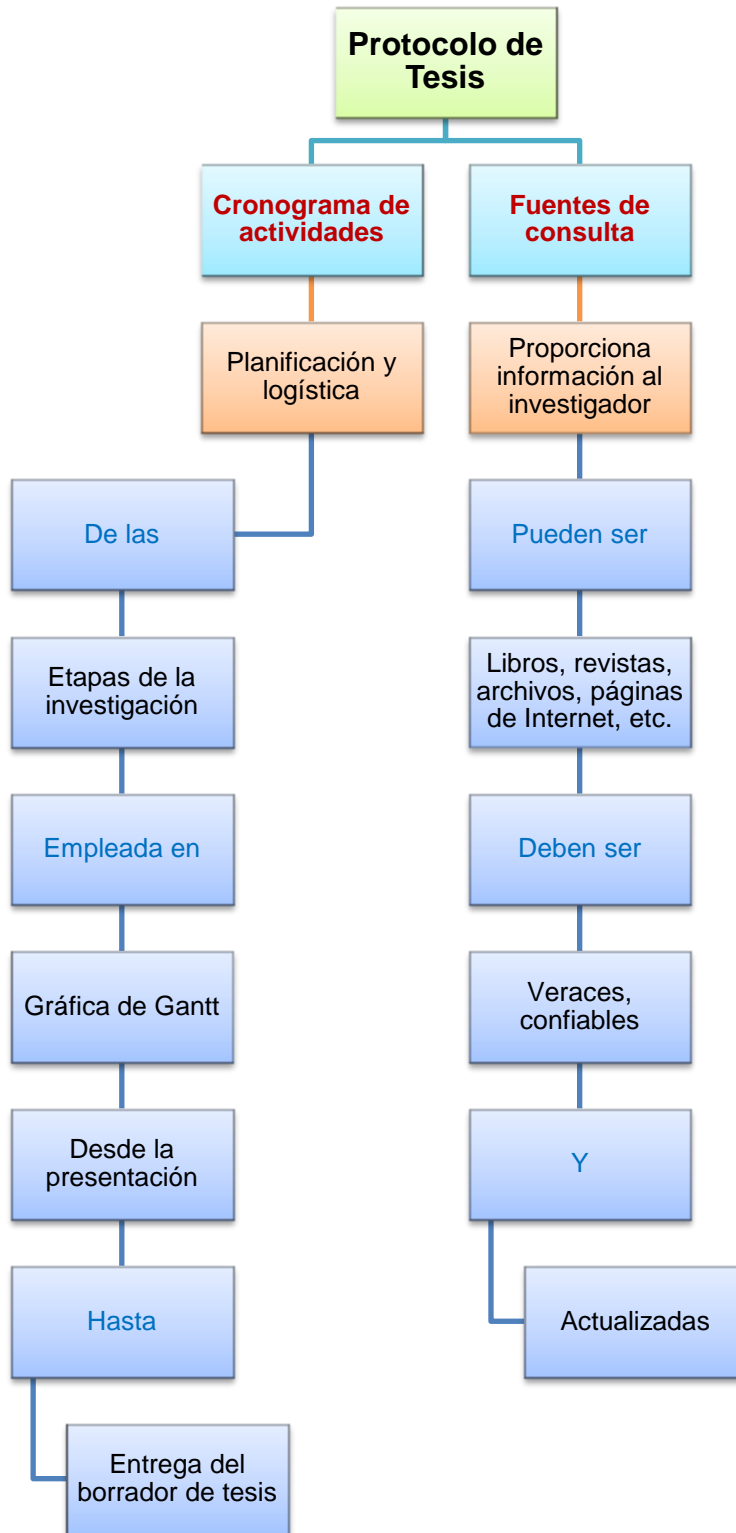 Protocolo de
Tesis
Cronograma de
actividades
Fuentes de
consulta
Planificación y
logística
Proporciona
información al
investigador
De las
Pueden ser
Etapas de la
investigación
Libros, revistas,
archivos, páginas
de Internet, etc.
Empleada en
Deben ser
Gráfica de Gantt
Veraces,
confiables
Desde la
presentación
Y
Hasta
Actualizadas
Entrega del
borrador de tesis